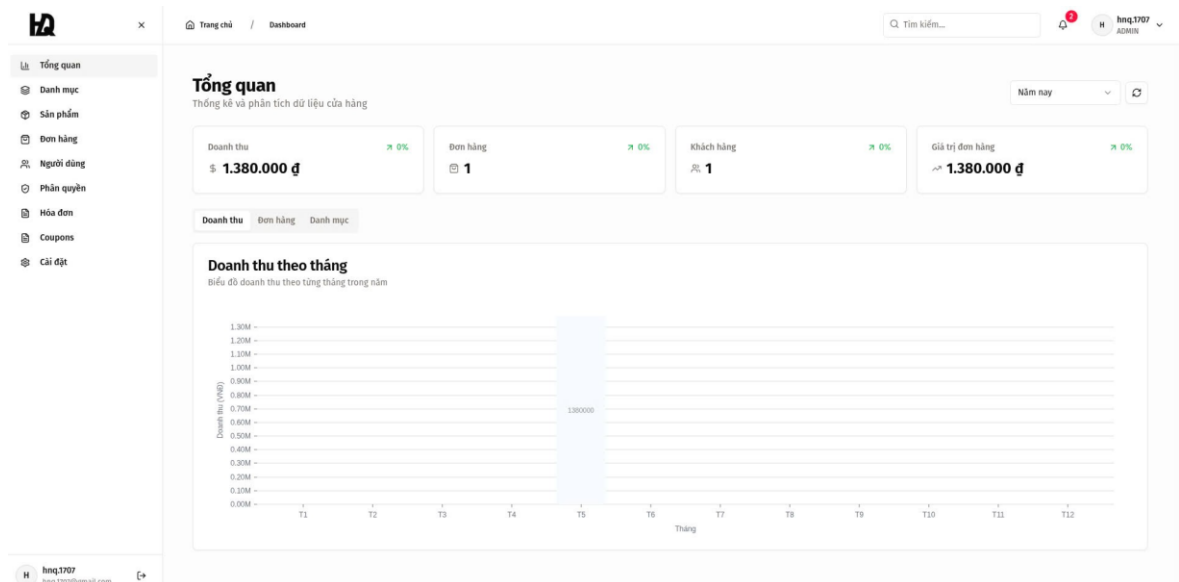 HQ
Trang chủ / Dashboard
Tìm kiếm...
2
H
hnq.1707
ADMIN
Tổng quan
Danh mục
Sản phẩm
Đơn hàng
Người dùng
Phân quyền
Hóa đơn
Coupons
Cài đặt
Tổng quan
Thống kê và phân tích dữ liệu cửa hàng
Năm nay
Doanh thu 0%
$ 1.380.000 ₫
Đơn hàng 0%
1
Khách hàng 0%
1
Giá trị đơn hàng 0%
1.380.000 ₫
Doanh thu Đơn hàng Danh mục
Doanh thu theo tháng
Biểu đồ doanh thu theo từng tháng trong năm
Doanh thu (VNĐ)
1.30M
1.20M
1.10M
1.00M
0.90M
0.80M
0.70M
0.60M
0.50M
0.40M
0.30M
0.20M
0.10M
0.00M
1380000
T1 T2 T3 T4 T5 T6 T7 T8 T9 T10 T11 T12
Tháng
H
hnq.1707
hnq.1707@gmail.com